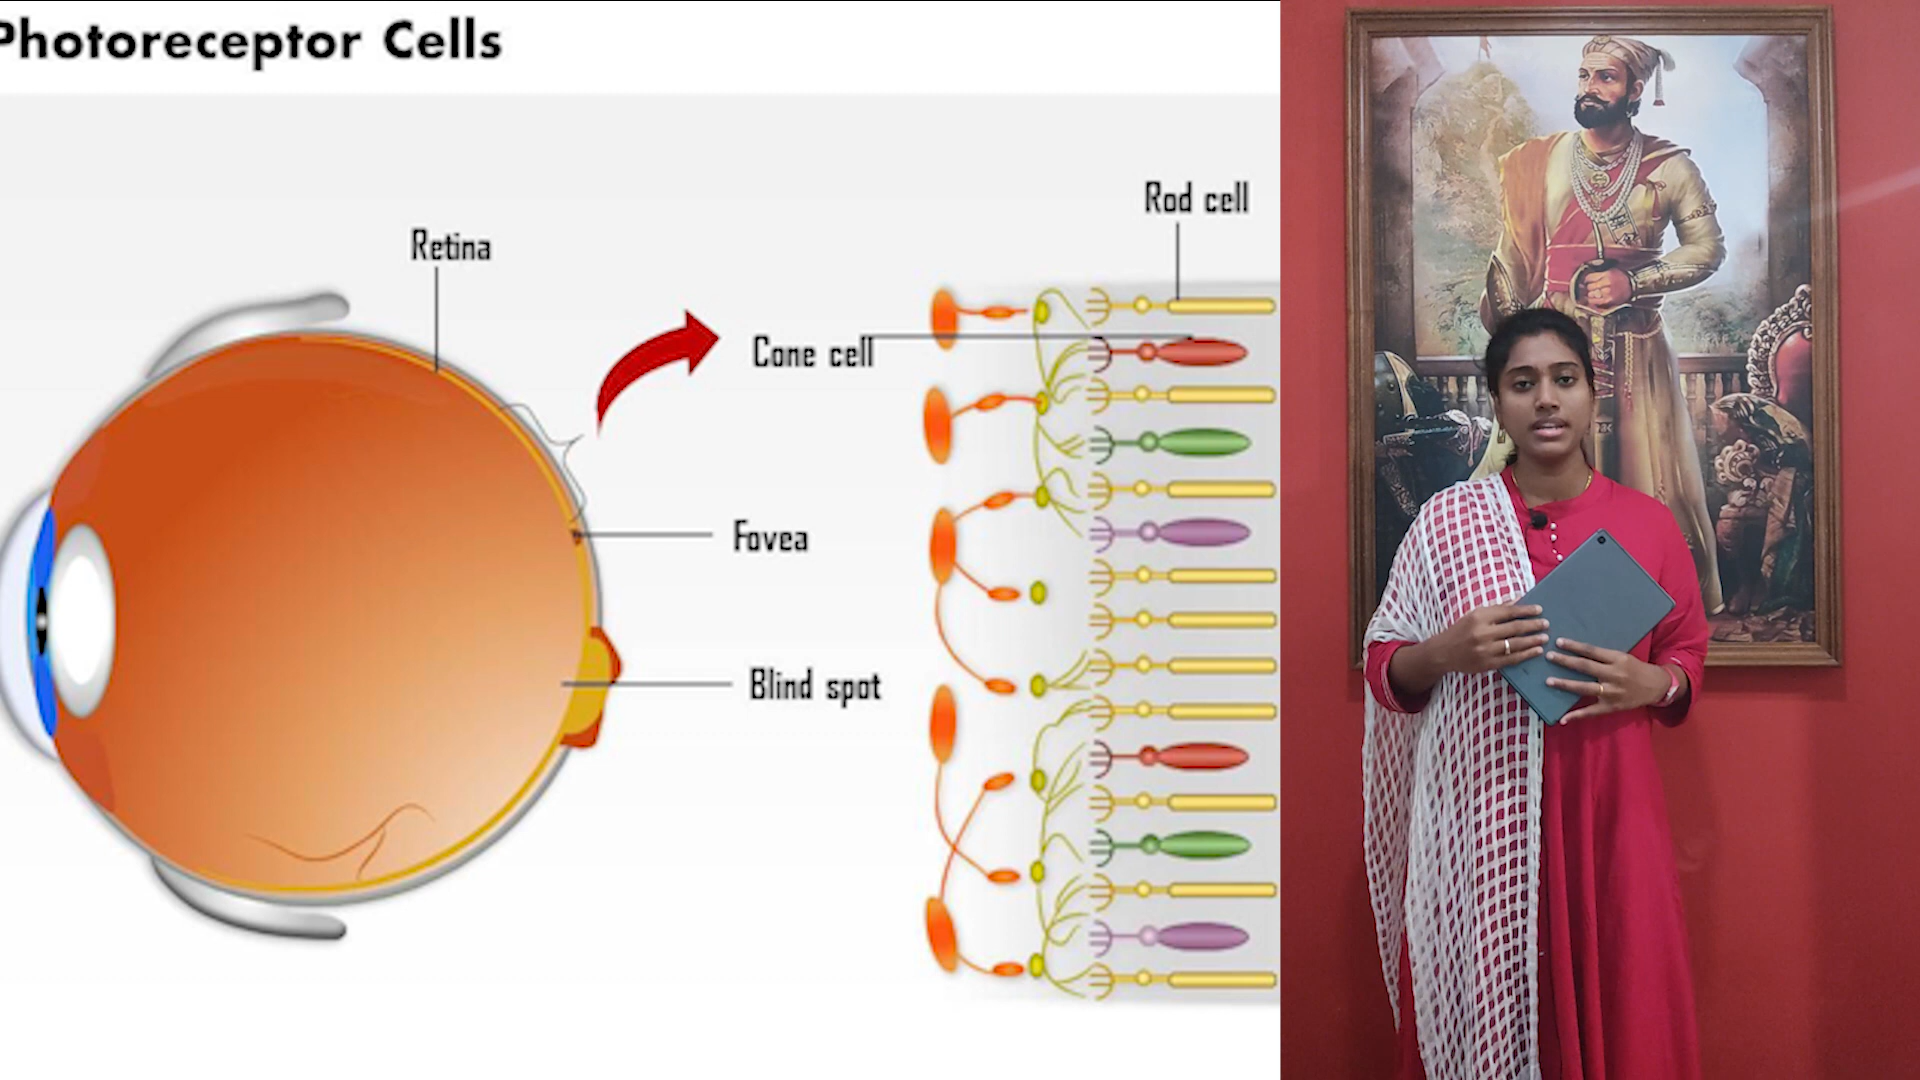 Photoreceptor Cells
Rod cell
Retina
Cone cell
Fovea
Blind spot